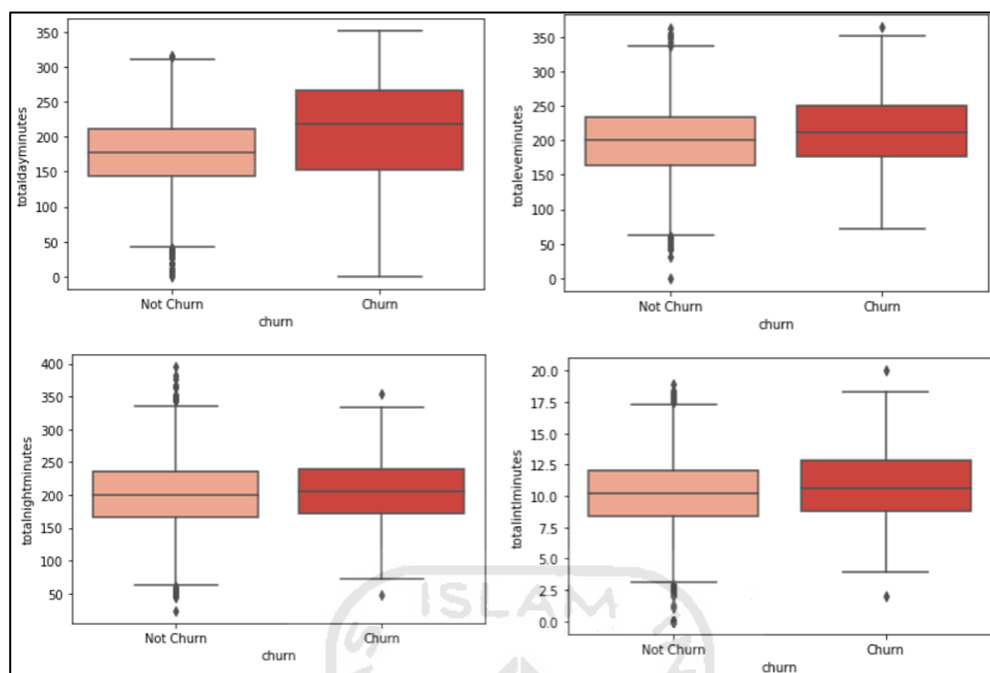 totaldayminutes
350
300
250
200
150
100
50
0
Not Churn
Churn
churn
totaleveminutes
350
300
250
200
150
100
50
0
Not Churn
Churn
churn
totalnightminutes
400
350
300
250
200
150
100
50
Not Churn
Churn
churn
totalintlminutes
20.0
17.5
15.0
12.5
10.0
7.5
5.0
2.5
0.0
Not Churn
Churn
churn
ISLAM